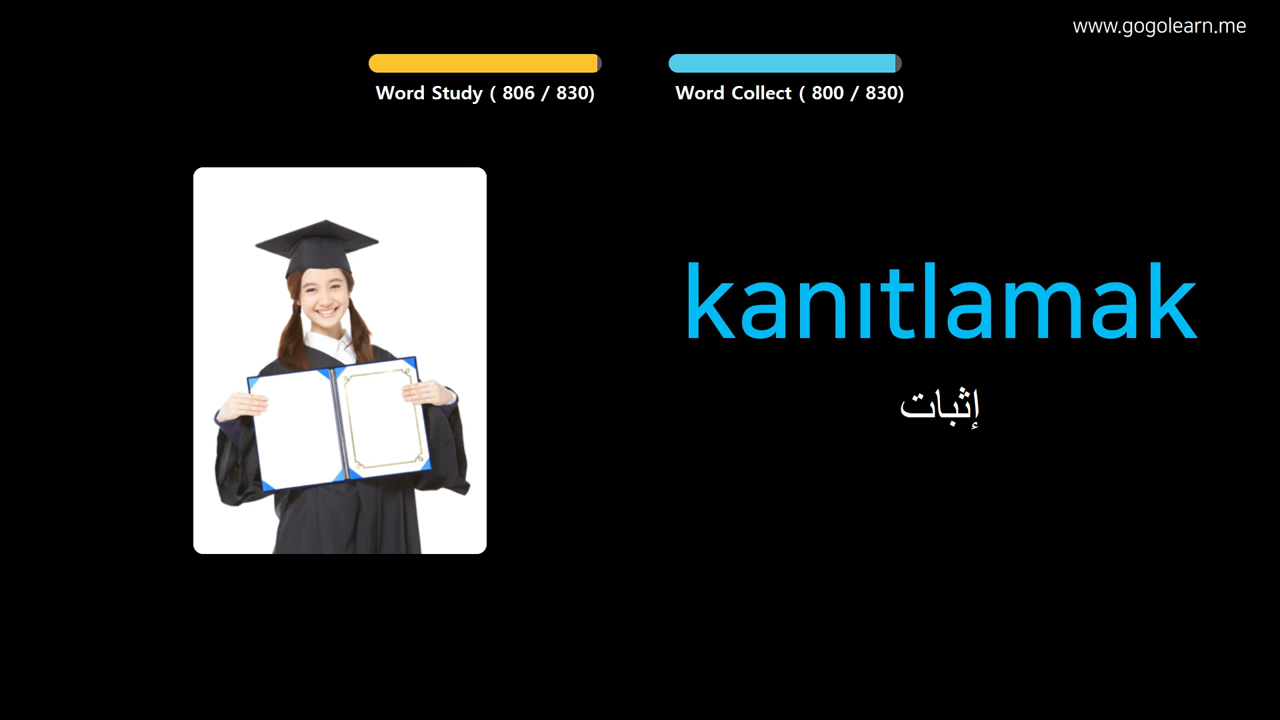 www.gogolearn.me
Word Study ( 806 / 830)
Word Collect ( 800 / 830)
kanıtlamak
إثبات